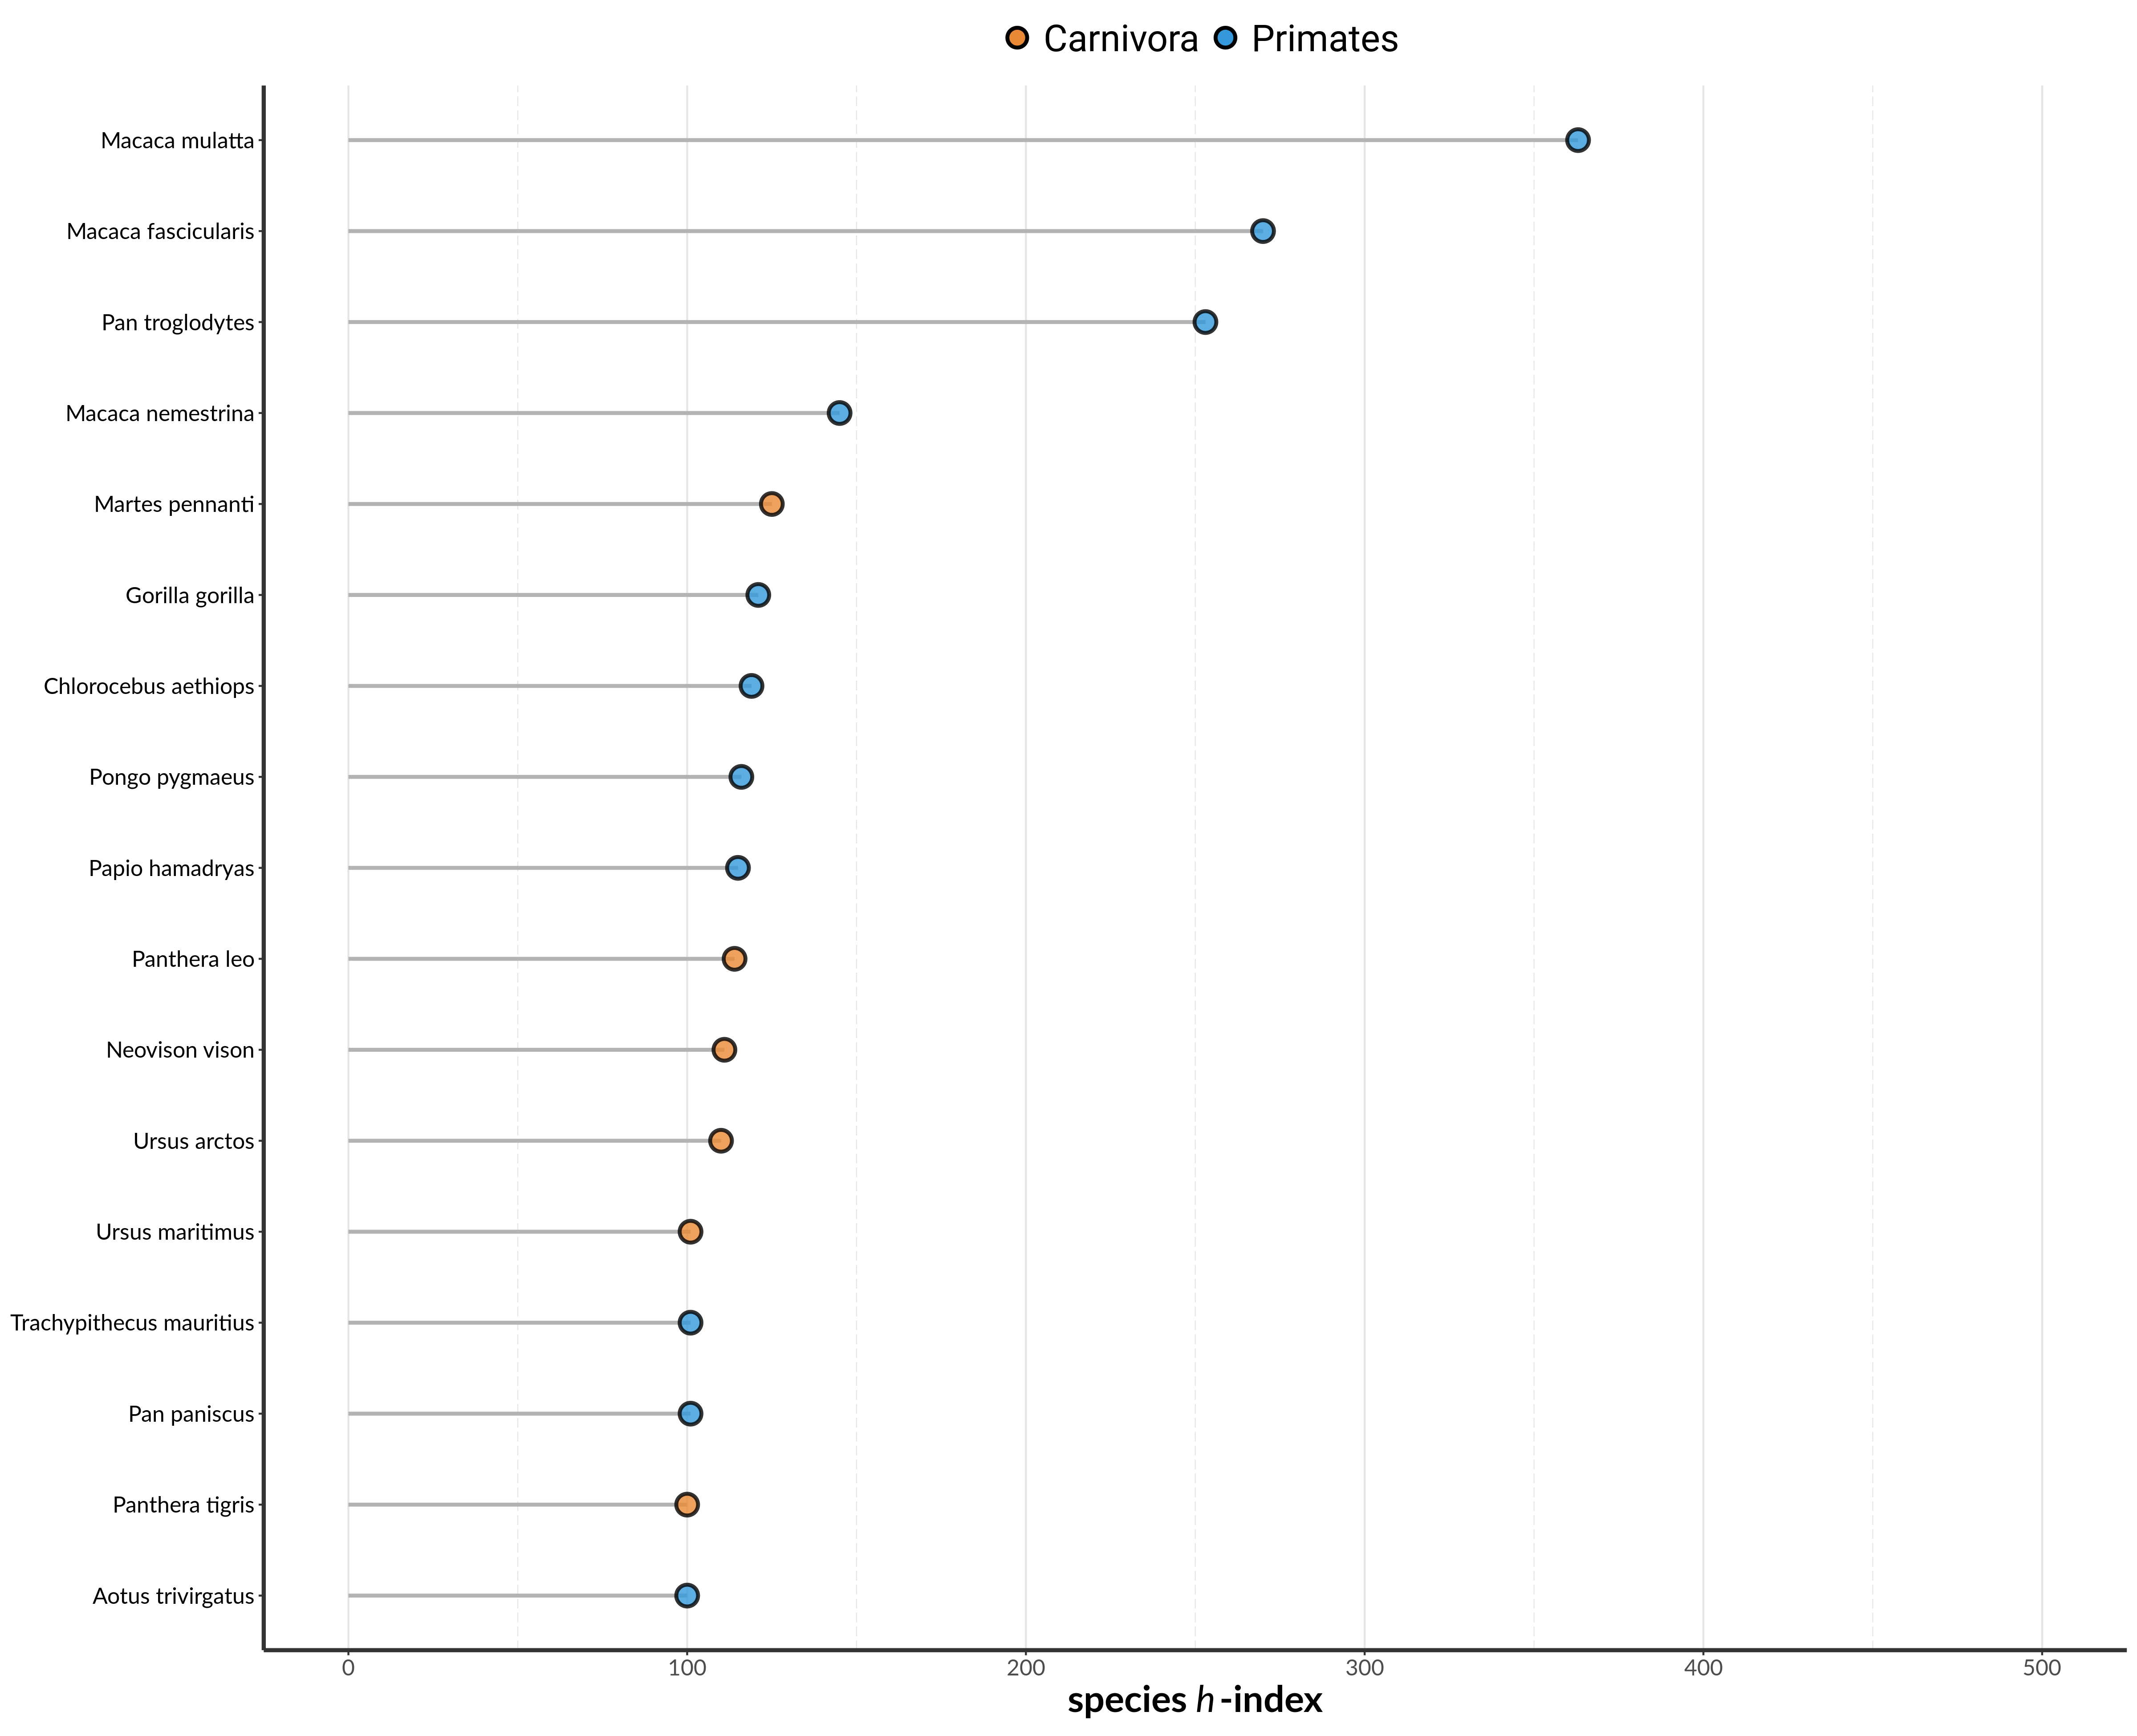 Carnivora Primates
Macaca mulatta
Macaca fascicularis
Pan troglodytes
Macaca nemestrina
Martes pennanti
Gorilla gorilla
Chlorocebus aethiops
Pongo pygmaeus
Papio hamadryas
Panthera leo
Neovison vison
Ursus arctos
Ursus maritimus
Trachypithecus mauritius
Pan paniscus
Panthera tigris
Aotus trivirgatus
0 100 200 300 400 500
species h-index